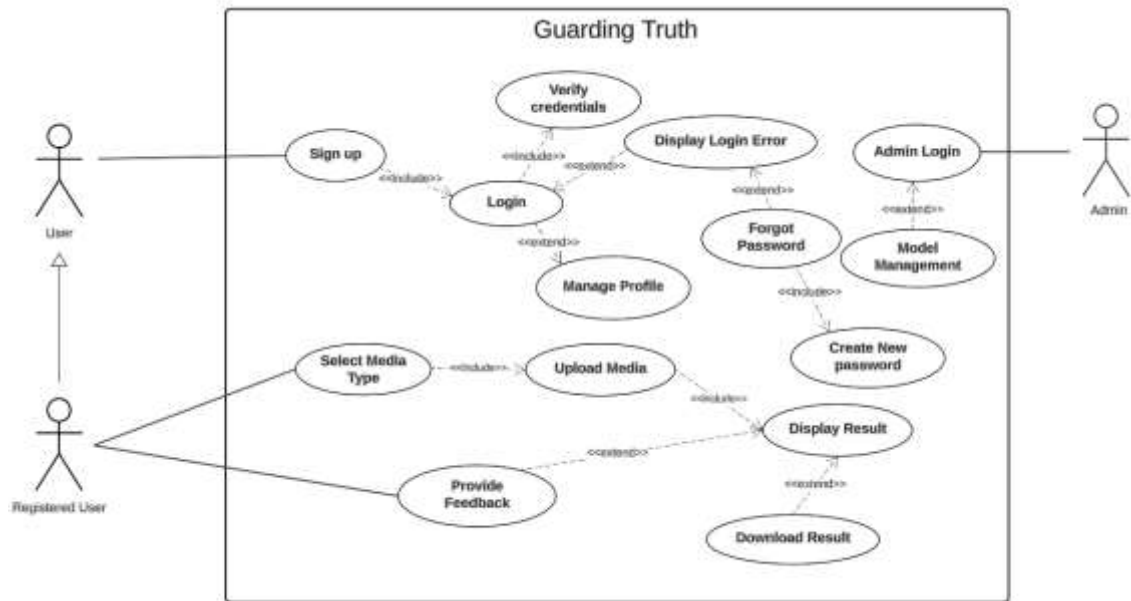 Guarding Truth
Verify
credentials
Sign up
Display Login Error
Admin Login
<<Include>>
<<extend>>
<<Include>>
Login
<<extend>>
<<extend>>
User
Admin
<<extend>>
Forgot
Password
Model
Management
Manage Profile
<<Include>>
Select Media
Type
<<Include>>
Upload Media
Create New
password
<<Include>>
Display Result
<<extend>>
Provide
Feedback
<<extend>>
Registered User
Download Result